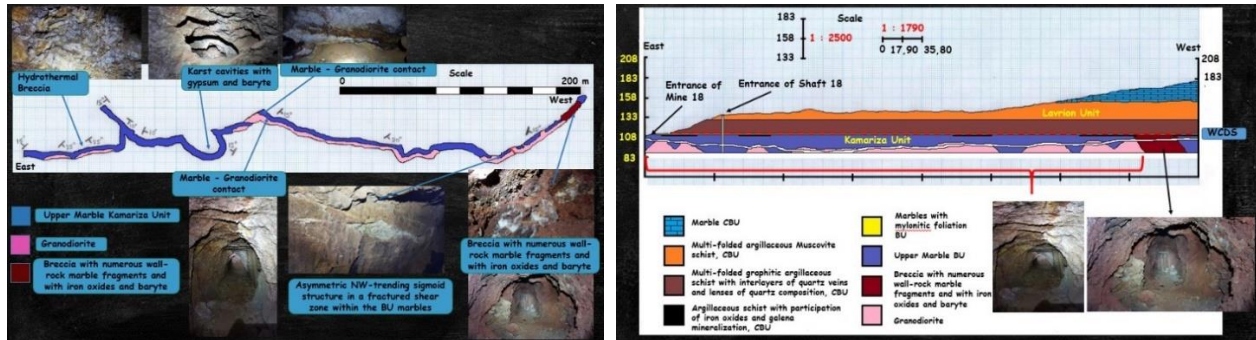 Hydrothermal
Breccia
Karst cavities with
gypsum and baryte
Marble - Granodiorite contact
Scale
0
200 m
West
East
Marble - Granodiorite
contact
Upper Marble Kamariza Unit
Granodiorite
Breccia with numerous wall-
rock marble fragments and
with iron oxides and baryte
Asymmetric NW-trending sigmoid
structure in a fractured shear
zone within the BU marbles
Breccia with numerous wall-
rock marble fragments and
with iron oxides and baryte
183
158
133
Scale
1 : 2500
1 : 1790
0 17,90 35,80
East
West
208
183
158
133
108
83
208
183
Entrance of
Mine 18
Entrance of Shaft 18
Lavrion Unit
Kamariza Unit
WCDS
Marble CBU
Multi-folded argillaceous Muscovite
schist, CBU
Multi-folded graphitic argillaceous
schist with interlayers of quartz veins
and lenses of quartz composition, CBU
Argillaceous schist with participation
of iron oxides and galena
mineralization, CBU
Marbles with
mylonitic foliation
BU
Upper Marble BU
Breccia with numerous
wall-rock marble
fragments and with iron
oxides and baryte
Granodiorite